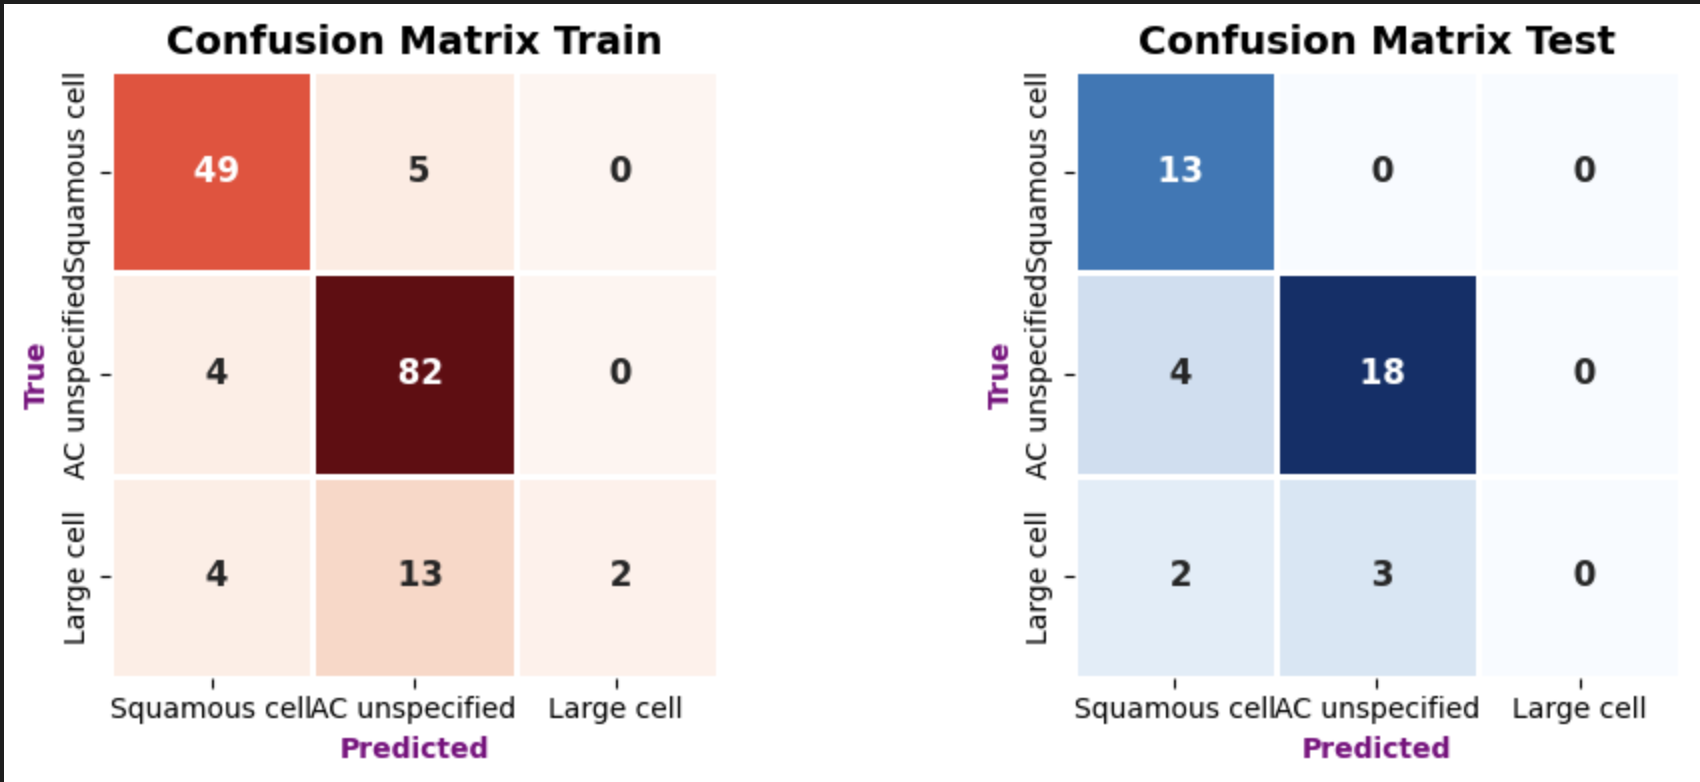 Confusion Matrix Train
Squamous cell
49
5
0
AC unspecified
4
82
0
Large cell
4
13
2
True
Squamous cell
AC unspecified
Large cell
Predicted
Confusion Matrix Test
Squamous cell
13
0
0
AC unspecified
4
18
0
Large cell
2
3
0
True
Squamous cell
AC unspecified
Large cell
Predicted